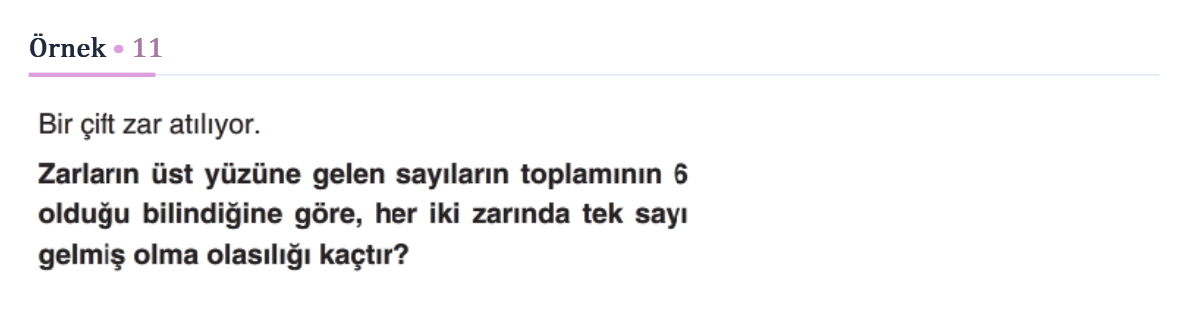 Örnek • 11
Bir çift zar atılıyor.
Zarların üst yüzüne gelen sayıların toplamının 6
olduğu bilindiğine göre, her iki zarında tek sayı
gelmiş olma olasılığı kaçtır?